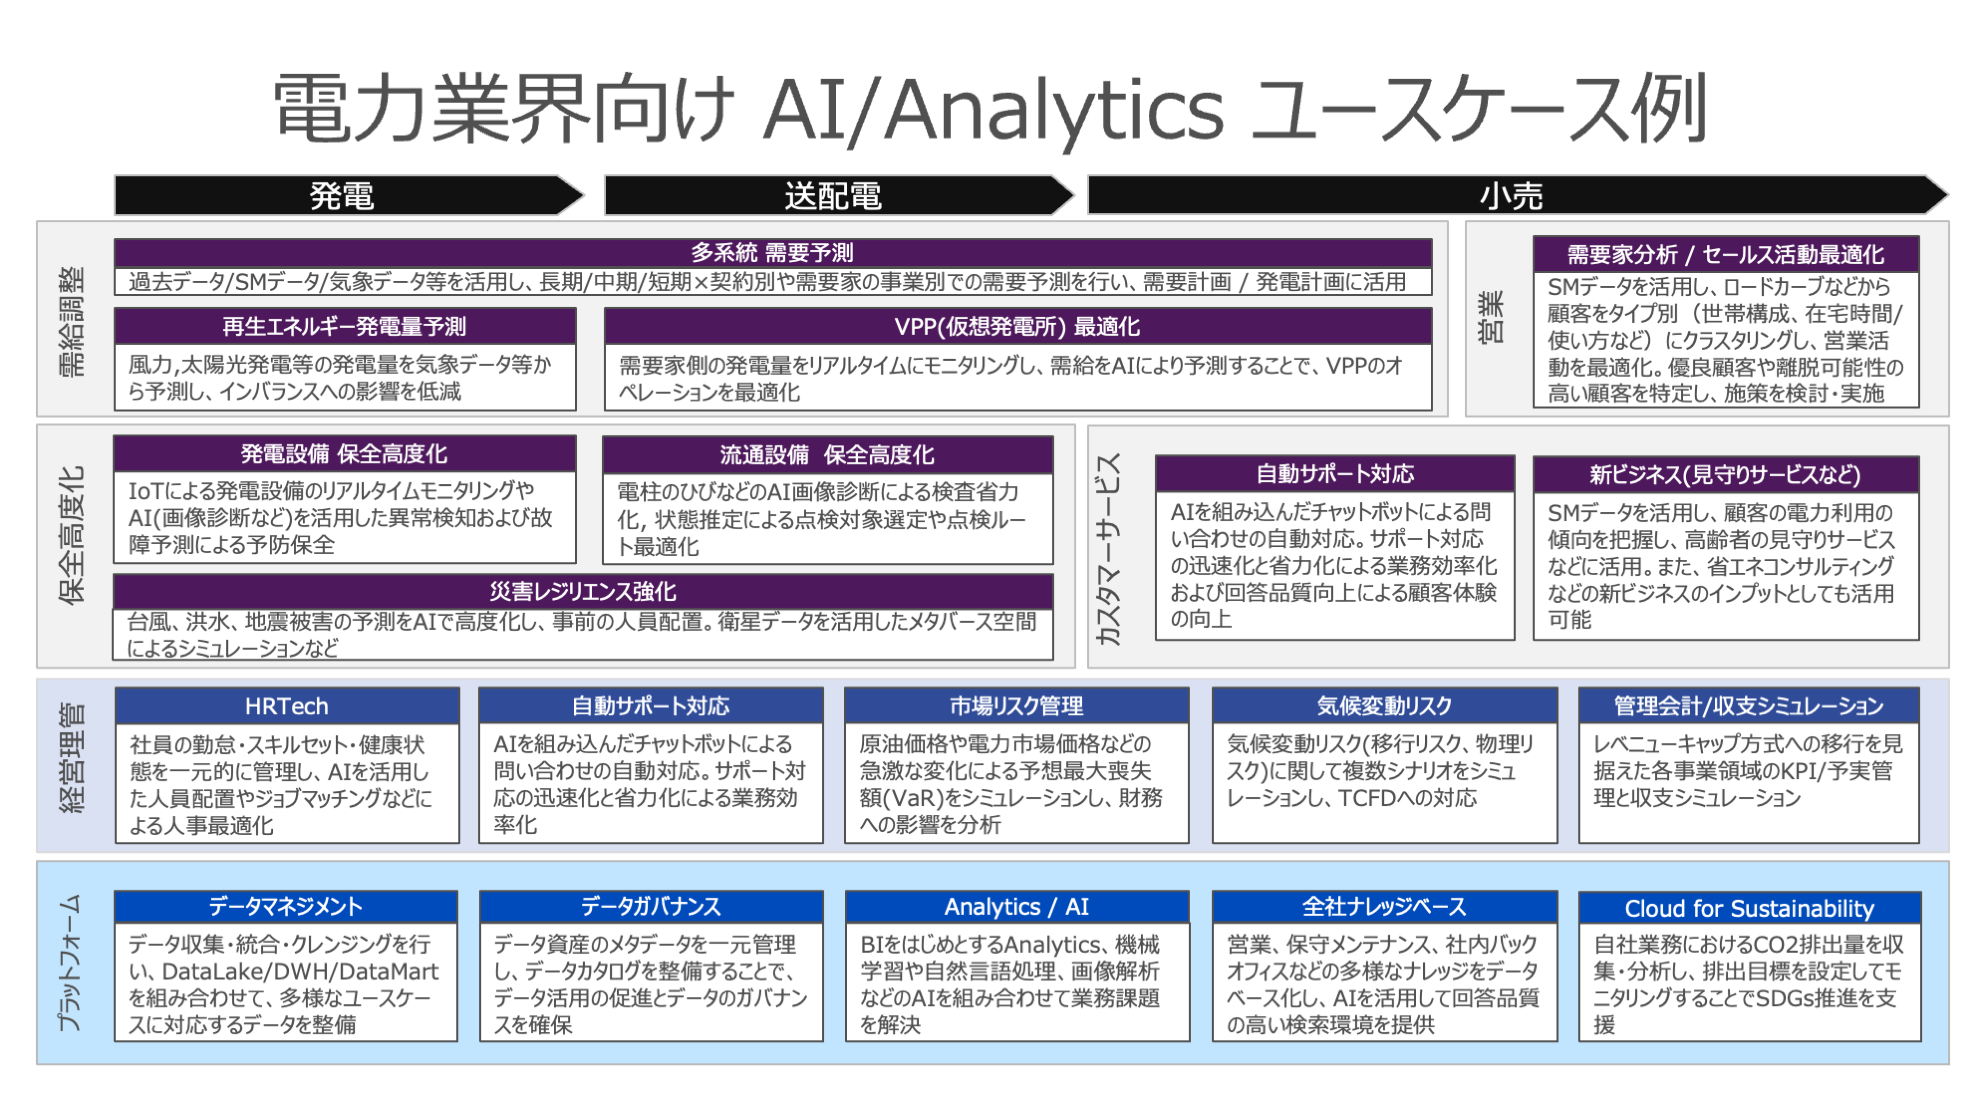 電力業界向け AI/Analytics ユースケース例
発電
送配電
小売
需給調整
多系統 需要予測
過去データ/SMデータ/気象データ等を活用し、長期/中期/短期×契約別や需要家の事業別での需要予測を行い、需要計画 / 発電計画に活用
再生エネルギー発電量予測
風力,太陽光発電等の発電量を気象データ等か
ら予測し、インバランスへの影響を低減
VPP(仮想発電所) 最適化
需要家側の発電量をリアルタイムにモニタリングし、需給をAIにより予測することで、VPPのオ
ペレーションを最適化
営業
需要家分析 / セールス活動最適化
SMデータを活用し、ロードカーブなどから
顧客をタイプ別（世帯構成、在宅時間/
使い方など）にクラスタリングし、営業活
動を最適化。優良顧客や離脱可能性の
高い顧客を特定し、施策を検討・実施
保全高度化
発電設備 保全高度化
IoTによる発電設備のリアルタイムモニタリングや
AI(画像診断など)を活用した異常検知および故
障予測による予防保全
流通設備 保全高度化
電柱のひびなどのAI画像診断による検査省力
化, 状態推定による点検対象選定や点検ルー
ト最適化
災害レジリエンス強化
台風、洪水、地震被害の予測をAIで高度化し、事前の人員配置。衛星データを活用したメタバース空間
によるシミュレーションなど
カスタマーサービス
自動サポート対応
AIを組み込んだチャットボットによる問
い合わせの自動対応。サポート対応
の迅速化と省力化による業務効率化
および回答品質向上による顧客体験
の向上
新ビジネス(見守りサービスなど)
SMデータを活用し、顧客の電力利用の
傾向を把握し、高齢者の見守りサービス
などに活用。また、省エネコンサルティング
などの新ビジネスのインプットとしても活用
可能
経営理管
HRTech
社員の勤怠・スキルセット・健康状
態を一元的に管理し、AIを活用し
た人員配置やジョブマッチングなどに
よる人事最適化
自動サポート対応
AIを組み込んだチャットボットによる
問い合わせの自動対応。サポート対
応の迅速化と省力化による業務効
率化
市場リスク管理
原油価格や電力市場価格などの
急激な変化による予想最大喪失
額(VaR)をシミュレーションし、財務
への影響を分析
気候変動リスク
気候変動リスク(移行リスク、物理リ
スク)に関して複数シナリオをシミュ
レーションし、TCFDへの対応
管理会計/収支シミュレーション
レベニューキャップ方式への移行を見
据えた各事業領域のKPI/予実管
理と収支シミュレーション
プラットフォーム
データマネジメント
データ収集・統合・クレンジングを行
い、DataLake/DWH/DataMart
を組み合わせて、多様なユースケー
スに対応するデータを整備
データガバナンス
データ資産のメタデータを一元管理
し、データカタログを整備することで、
データ活用の促進とデータのガバナン
スを確保
Analytics / AI
BIをはじめとするAnalytics、機械
学習や自然言語処理、画像解析
などのAIを組み合わせて業務課題
を解決
全社ナレッジベース
営業、保守メンテナンス、社内バック
オフィスなどの多様なナレッジをデータ
ベース化し、AIを活用して回答品質
の高い検索環境を提供
Cloud for Sustainability
自社業務におけるCO2排出量を収
集・分析し、排出目標を設定してモ
ニタリングすることでSDGs推進を支
援